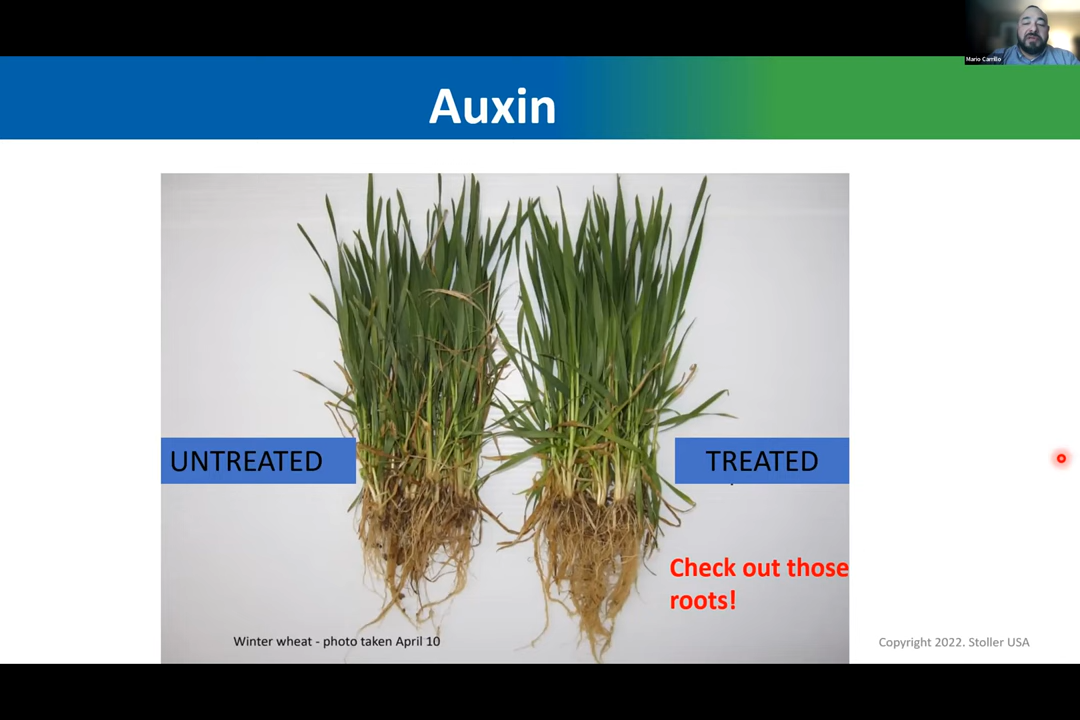 Mario Carrillo
Auxin
UNTREATED
TREATED
Check out those
roots!
Winter wheat - photo taken April 10
Copyright 2022. Stoller USA